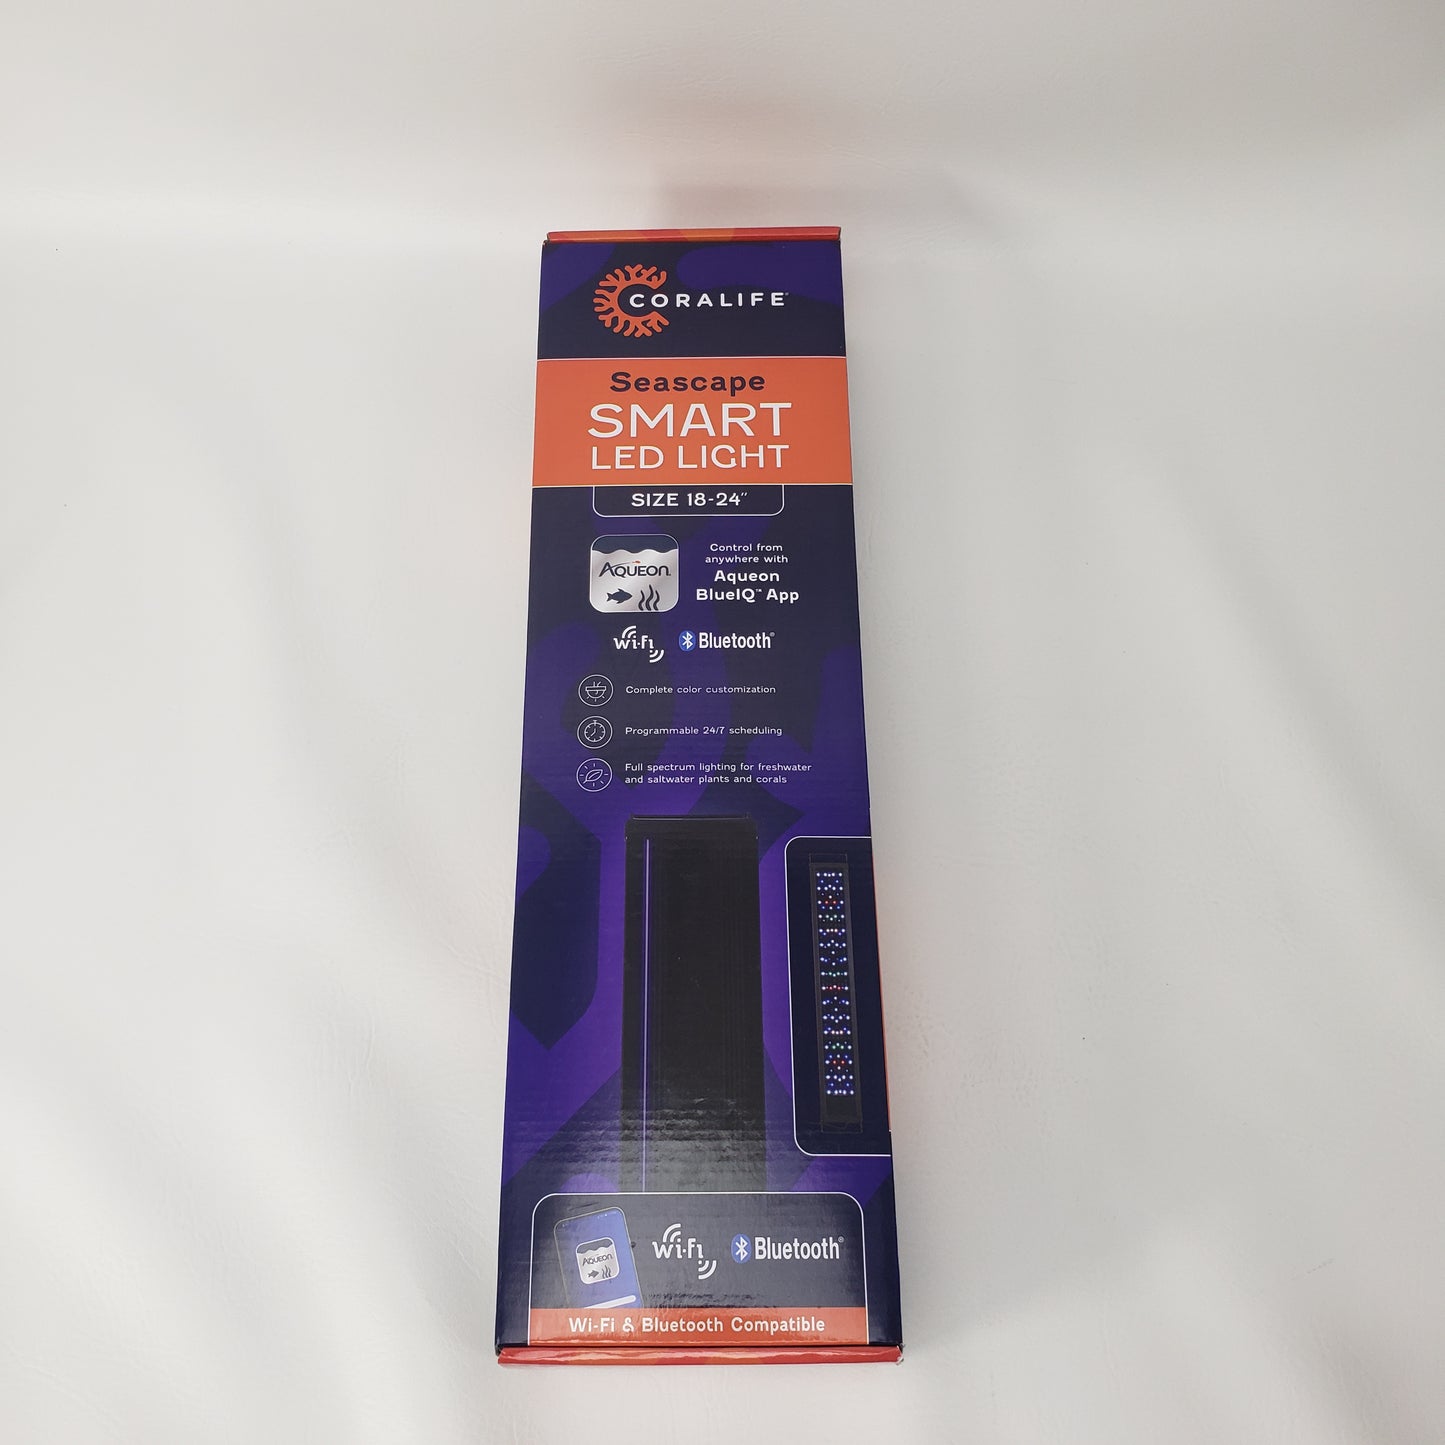 CORALIFE®
Seascape
SMART
LED LIGHT
SIZE 18-24"
AQUEON
Control from
anywhere with
Aqueon
BlueIQ™ App
Wi-Fi
Bluetooth®
Complete color customization
Programmable 24/7 scheduling
Full spectrum lighting for freshwater
and saltwater plants and corals
AQUEON
Wi-Fi
Bluetooth®
Wi-Fi & Bluetooth Compatible